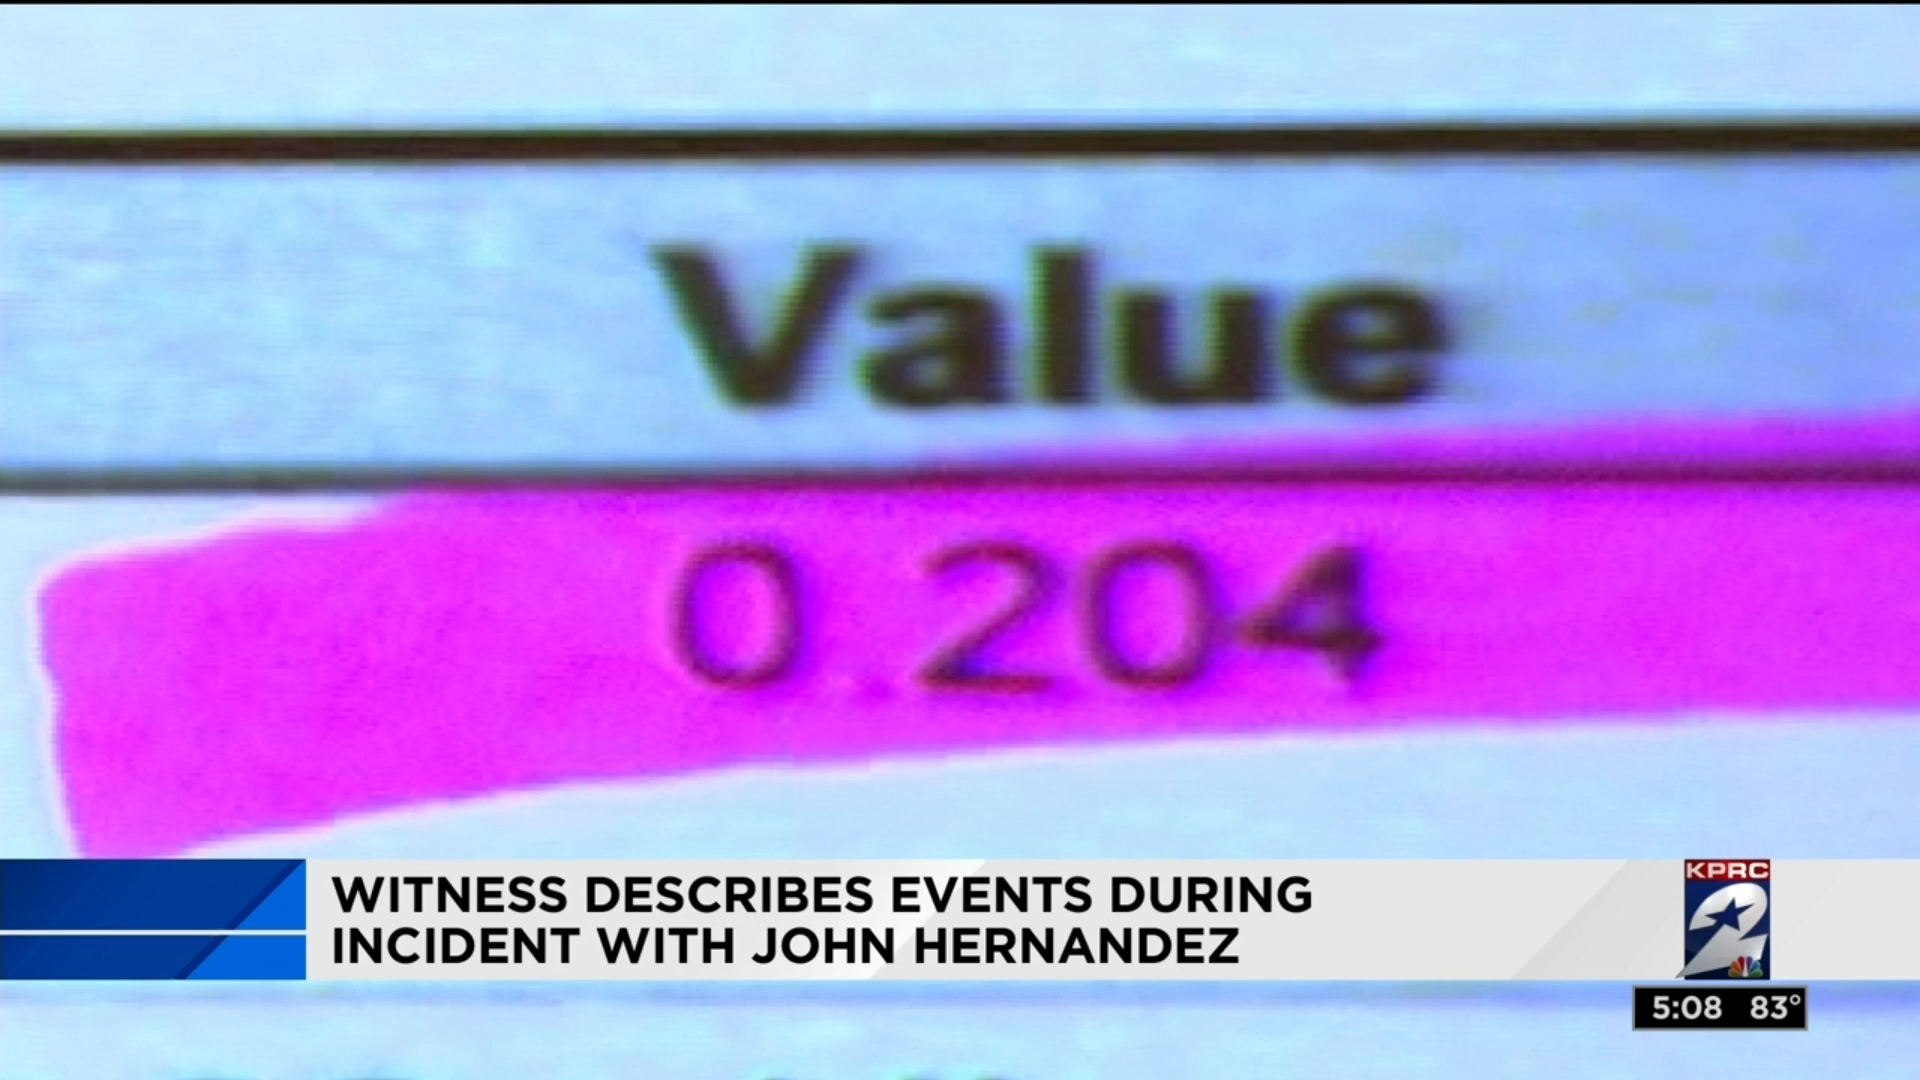 Value
0.204
WITNESS DESCRIBES EVENTS DURING
INCIDENT WITH JOHN HERNANDEZ
KPRC
2
5:08 83°